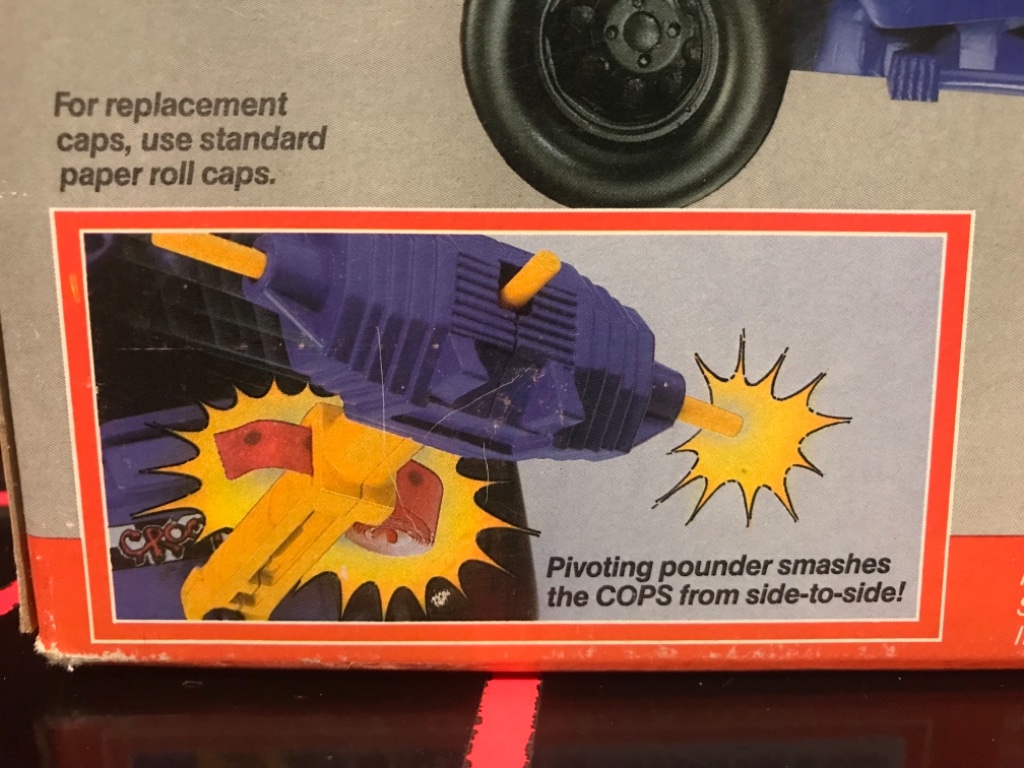 For replacement
caps, use standard
paper roll caps.
Pivoting pounder smashes
the COPS from side-to-side!